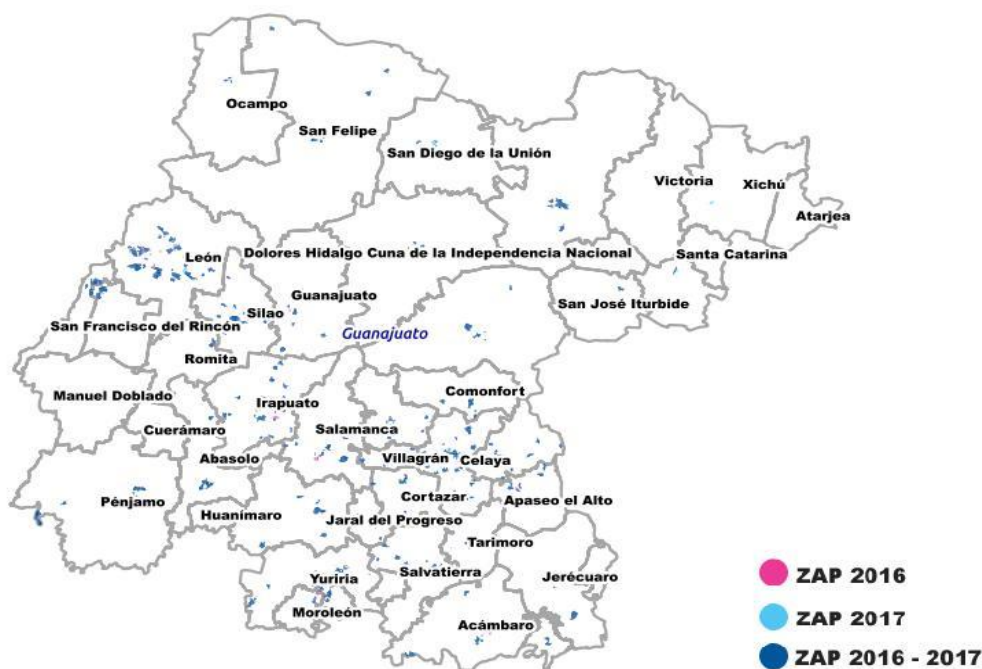 Ocampo
San Felipe
San Diego de la Unión
Victoria
Xichú
Atarjea
León
Dolores Hidalgo Cuna de la Independencia Nacional
Santa Catarina
Guanajuato
San José Iturbide
Silao
San Francisco del Rincón
Guanajuato
Romita
Manuel Doblado
Comonfort
Irapuato
Cuerámaro
Salamanca
Abasolo
Villagrán
Celaya
Pénjamo
Cortazar
Apaseo el Alto
Huanímaro
Jaral del Progreso
Tarimoro
Yuriria
Salvatierra
Jerécuaro
Moroleón
Acámbaro
ZAP 2016
ZAP 2017
ZAP 2016 - 2017